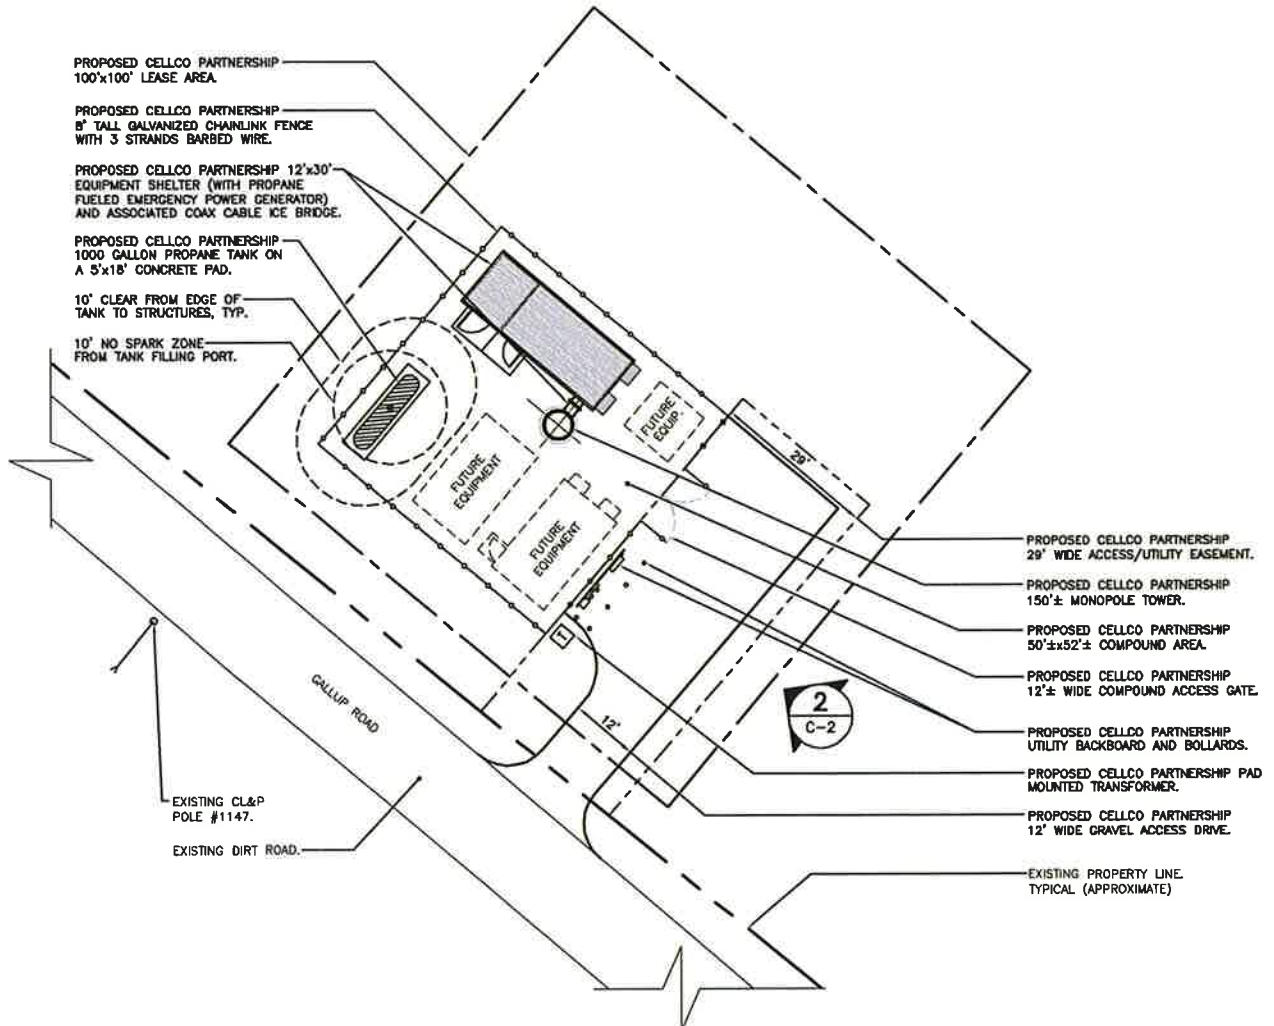 PROPOSED CELLCO PARTNERSHIP
100'x100' LEASE AREA.
PROPOSED CELLCO PARTNERSHIP
8' TALL GALVANIZED CHAINLINK FENCE
WITH 3 STRANDS BARBED WIRE.
PROPOSED CELLCO PARTNERSHIP 12'x30'
EQUIPMENT SHELTER (WITH PROPANE
FUELED EMERGENCY POWER GENERATOR)
AND ASSOCIATED COAX CABLE ICE BRIDGE.
PROPOSED CELLCO PARTNERSHIP
1000 GALLON PROPANE TANK ON
A 5'x18' CONCRETE PAD.
10' CLEAR FROM EDGE OF
TANK TO STRUCTURES, TYP.
10' NO SPARK ZONE
FROM TANK FILLING PORT.
FUTURE
EQUIP.
FUTURE
EQUIPMENT
FUTURE
EQUIPMENT
29'
T
12'
GALLUP ROAD
2
C-2
EXISTING CL&P
POLE #1147.
EXISTING DIRT ROAD.
PROPOSED CELLCO PARTNERSHIP
29' WIDE ACCESS/UTILITY EASEMENT.
PROPOSED CELLCO PARTNERSHIP
150'± MONOPOLE TOWER.
PROPOSED CELLCO PARTNERSHIP
50'±x52'± COMPOUND AREA.
PROPOSED CELLCO PARTNERSHIP
12'± WIDE COMPOUND ACCESS GATE.
PROPOSED CELLCO PARTNERSHIP
UTILITY BACKBOARD AND BOLLARDS.
PROPOSED CELLCO PARTNERSHIP PAD
MOUNTED TRANSFORMER.
PROPOSED CELLCO PARTNERSHIP
12' WIDE GRAVEL ACCESS DRIVE.
EXISTING PROPERTY LINE
TYPICAL (APPROXIMATE)